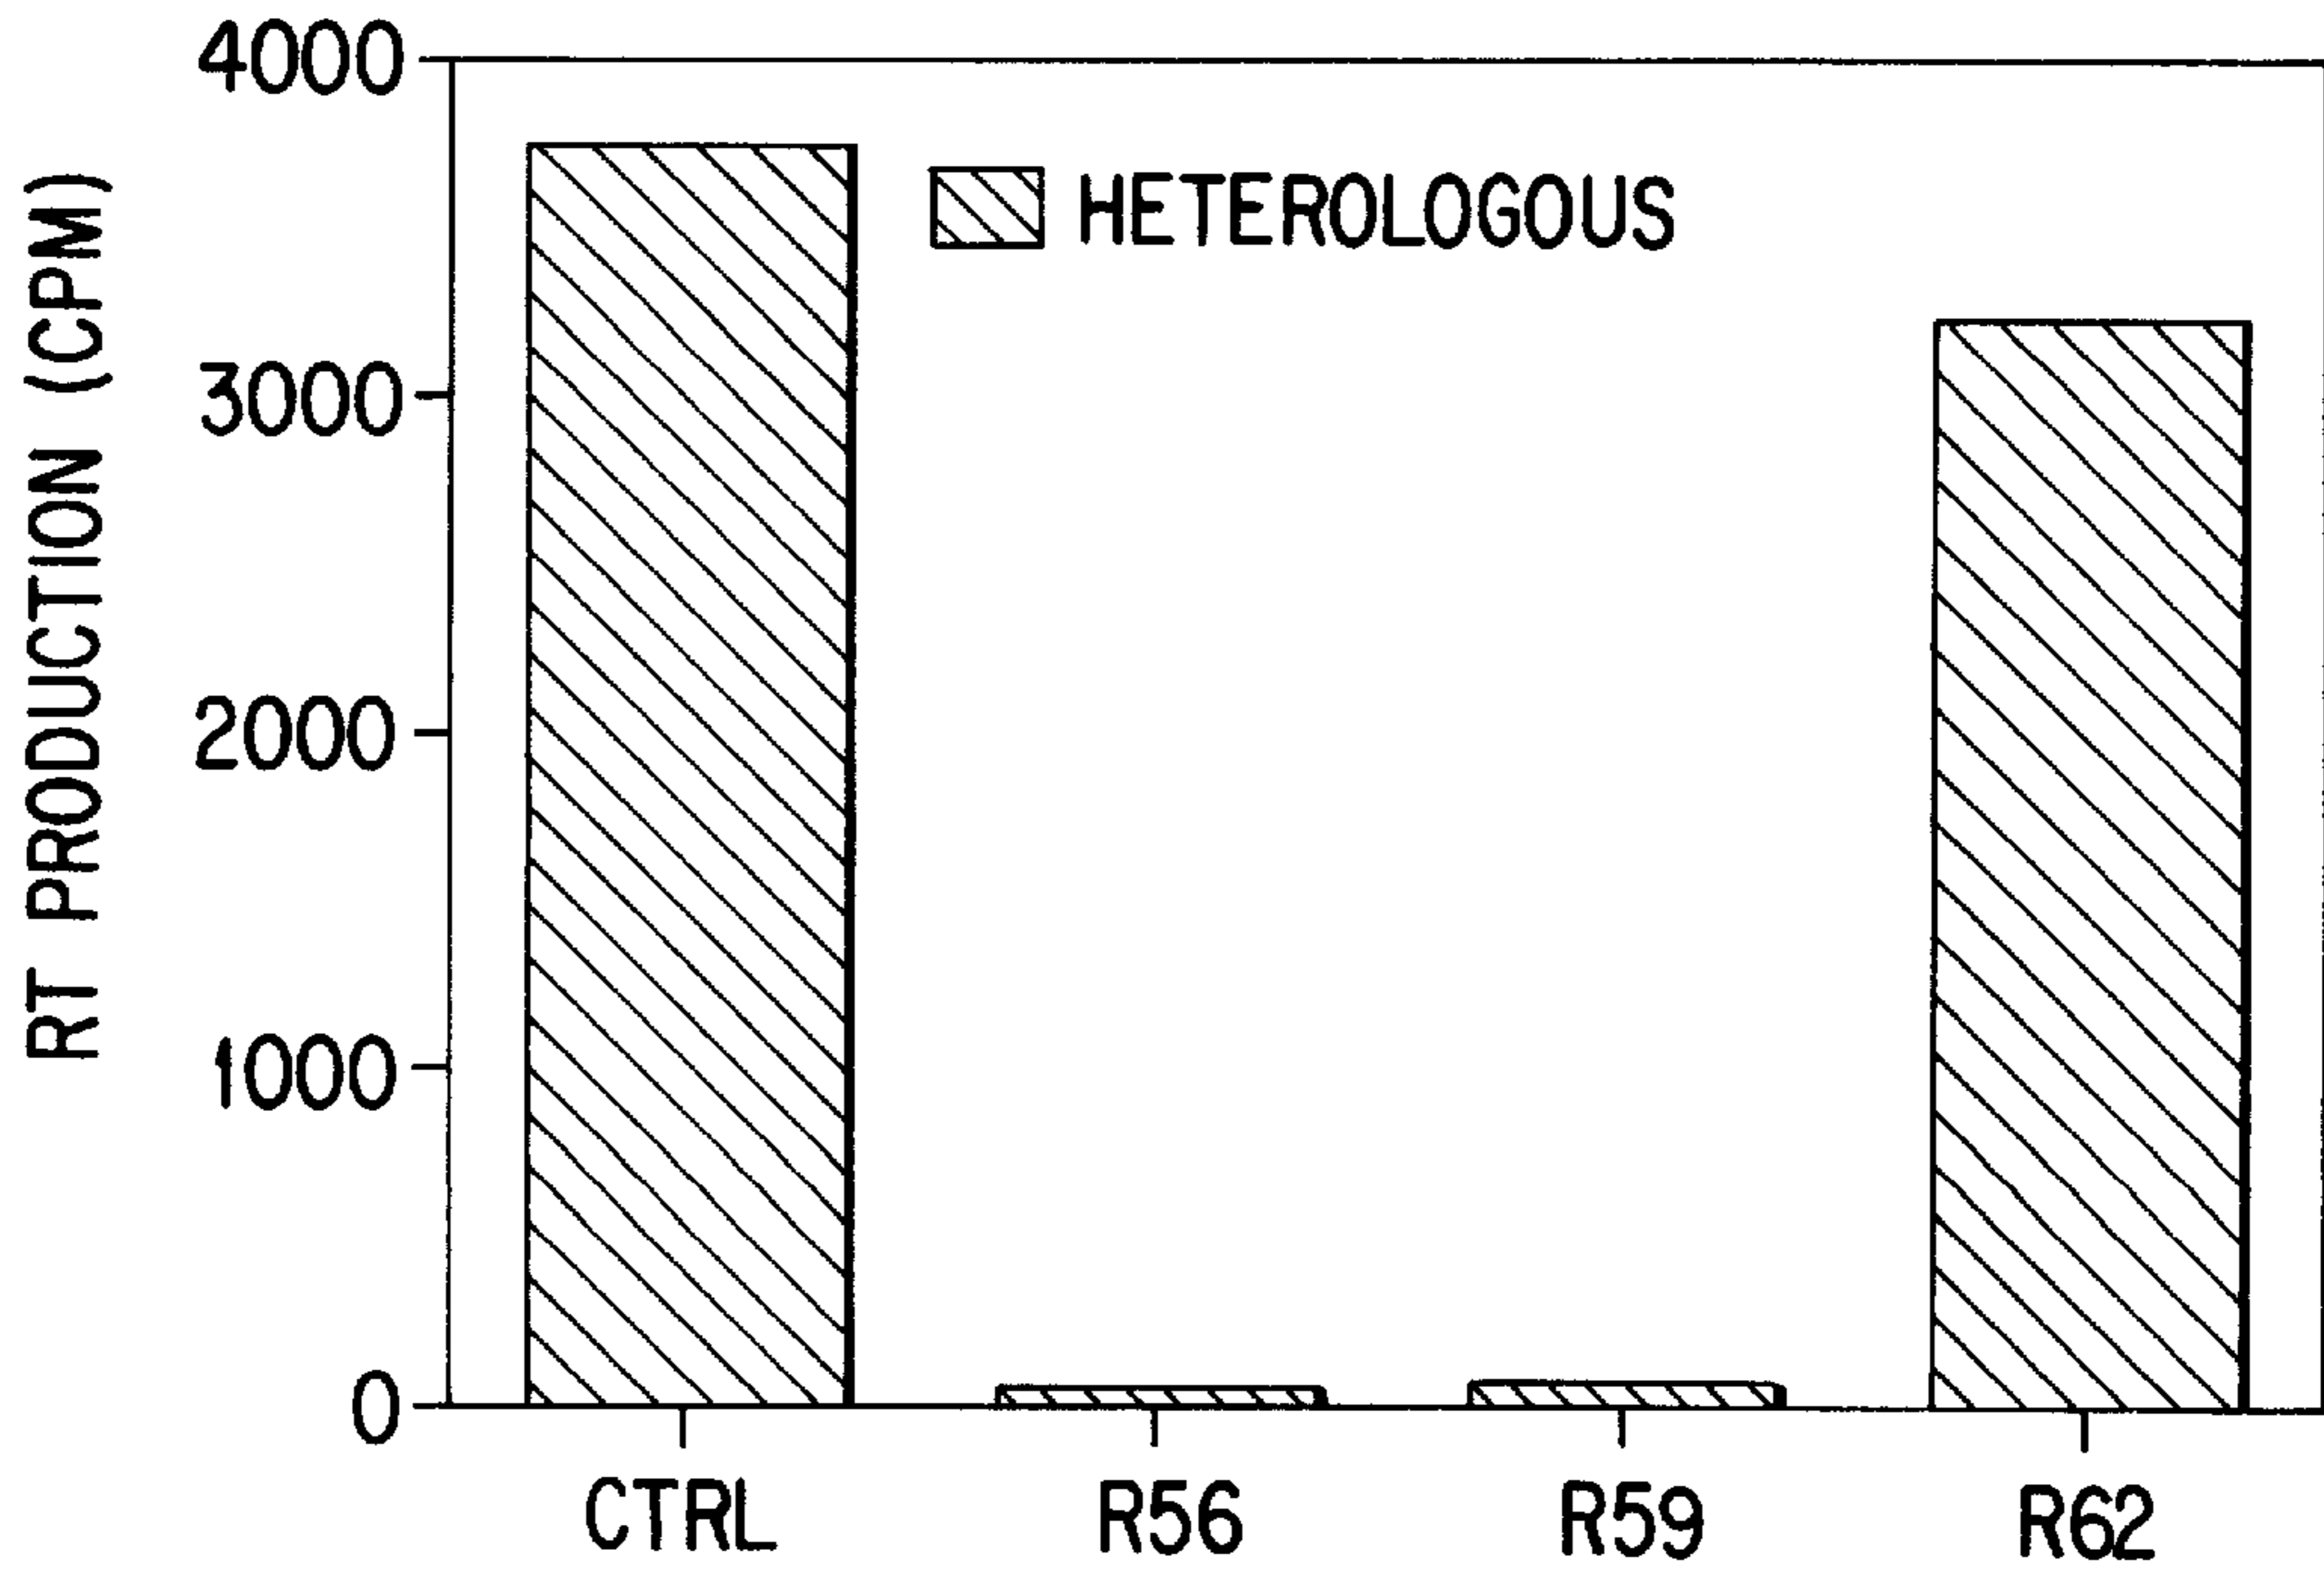 4000
HETEROLOGOUS
3000
2000
1000
0
RT PRODUCTION (CPM)
CTRL R56 R59 R62